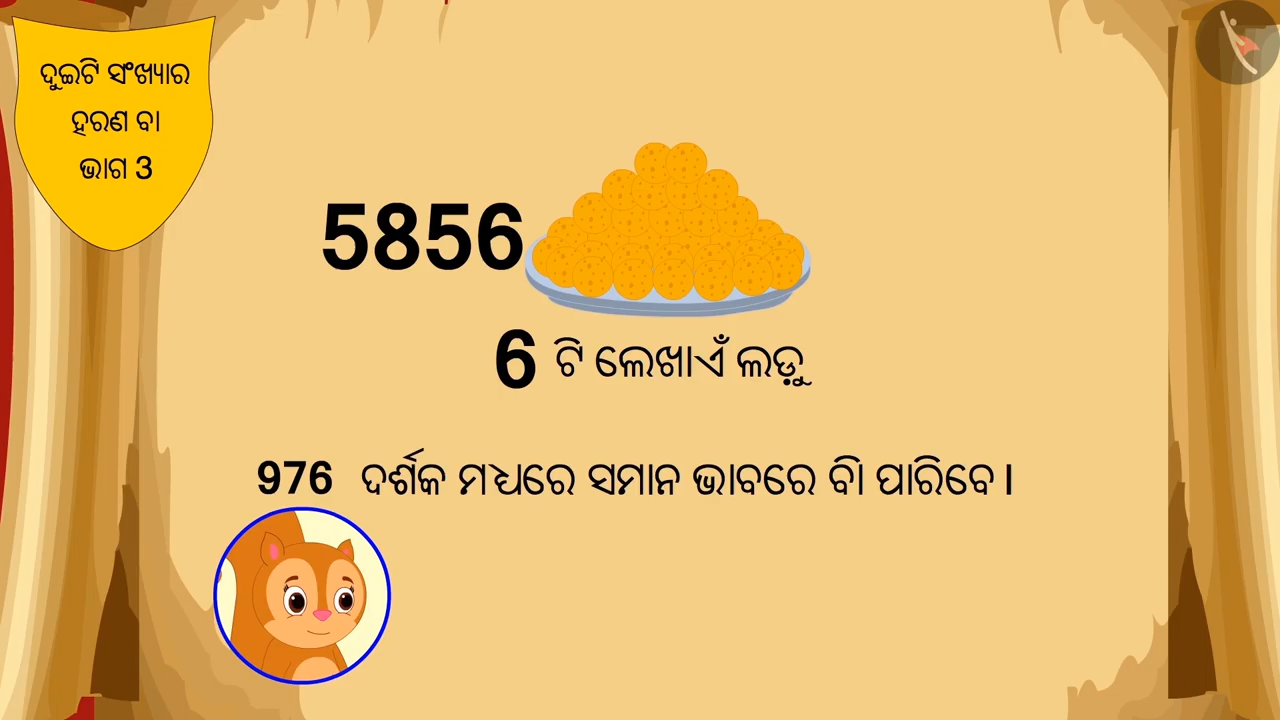 ଦୁଇଟି ସଂଖ୍ୟାର
ହରଣ ବା
ଭାଗ 3
5856
6 ଟି ଲେଖାଏଁ ଲଡ଼ୁ
976 ଦର୍ଶକ ମଧ୍ୟରେ ସମାନ ଭାବରେ ବାି ପାରିବେ ।